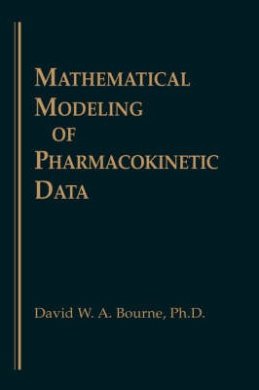 MATHEMATICAL
MODELING
OF
PHARMACOKINETIC
DATA
David W. A. Bourne, Ph.D.